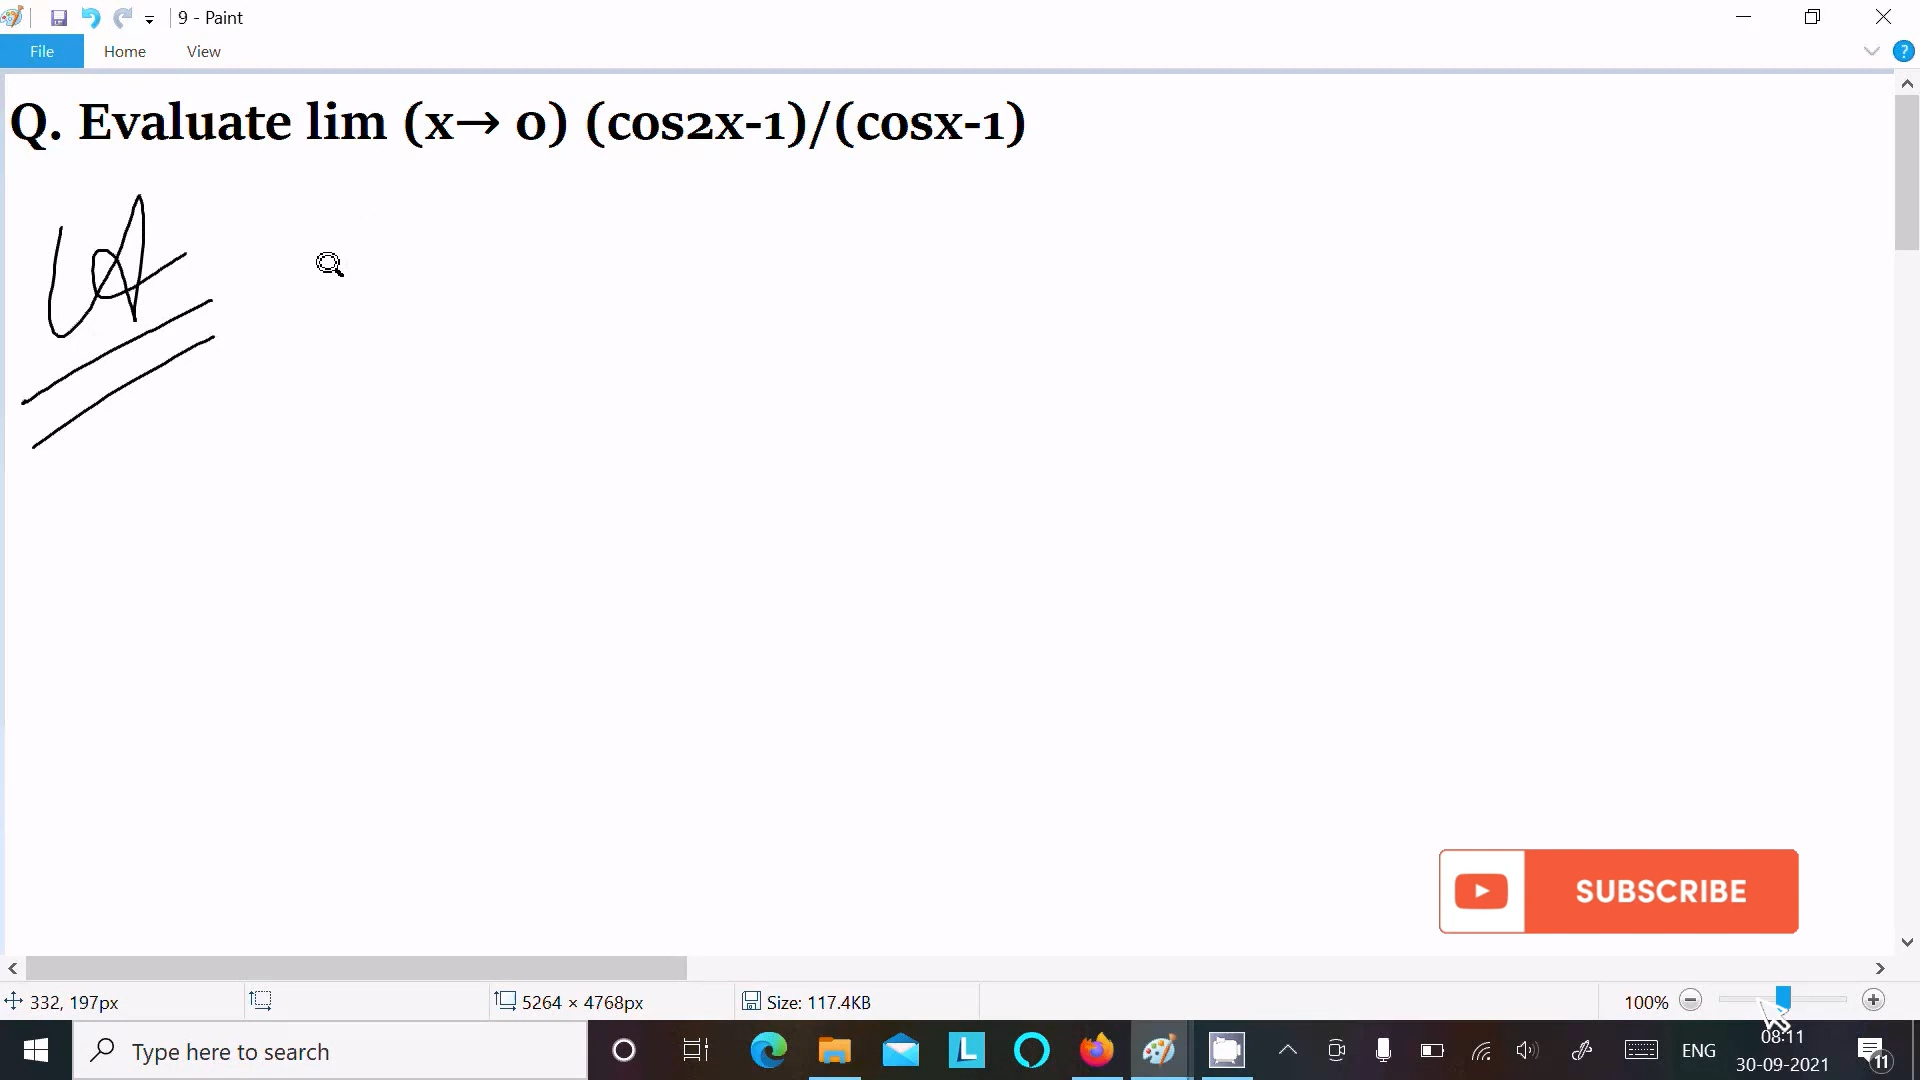 9 - Paint
File Home View
Q. Evaluate lim (x→ 0) (cos2x-1)/(cosx-1)
SUBSCRIBE
332, 197px 5264 × 4768px Size: 117.4KB 100%
Type here to search L ENG 08:11
30-09-2021 11